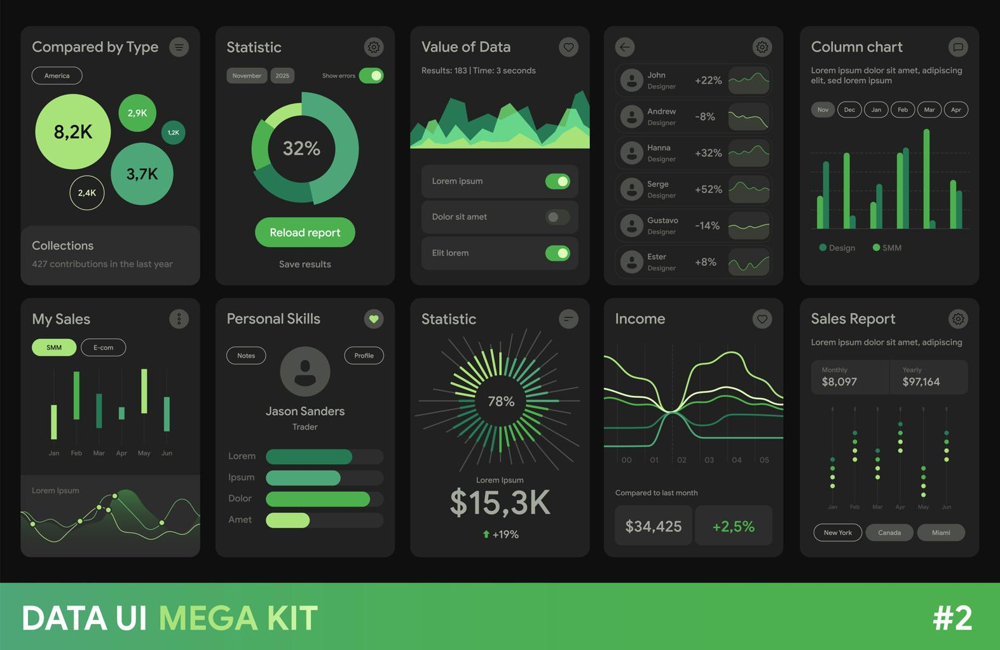 Compared by Type
America
8,2K
2,9K
1,2K
3,7K
2,4K
Collections
427 contributions in the last year
Statistic
November
2025
Show errors
32%
Reload report
Save results
Value of Data
Results: 183 | Time: 3 seconds
Lorem ipsum
Dolor sit amet
Elit lorem
John
Designer
+22%
Andrew
Designer
-8%
Hanna
Designer
+32%
Serge
Designer
+52%
Gustavo
Designer
-14%
Ester
Designer
+8%
Column chart
Lorem ipsum dolor sit amet, adipiscing
elit, sed lorem ipsum
Nov Dec Jan Feb Mar Apr
Design SMM
My Sales
SMM E-com
Jan Feb Mar Apr May Jun
Lorem Ipsum
Personal Skills
Notes
Profile
Jason Sanders
Trader
Lorem
Ipsum
Dolor
Amet
Statistic
78%
Lorem Ipsum
$15,3K
+19%
Income
00 01 02 03 04 05
Compared to last month
$34,425
+2,5%
Sales Report
Lorem ipsum dolor sit amet, adipiscing
Monthly
$8,097
Yearly
$97,164
Jan Feb Mar Apr May Jun
New York Canada Miami
DATA UI MEGA KIT
#2